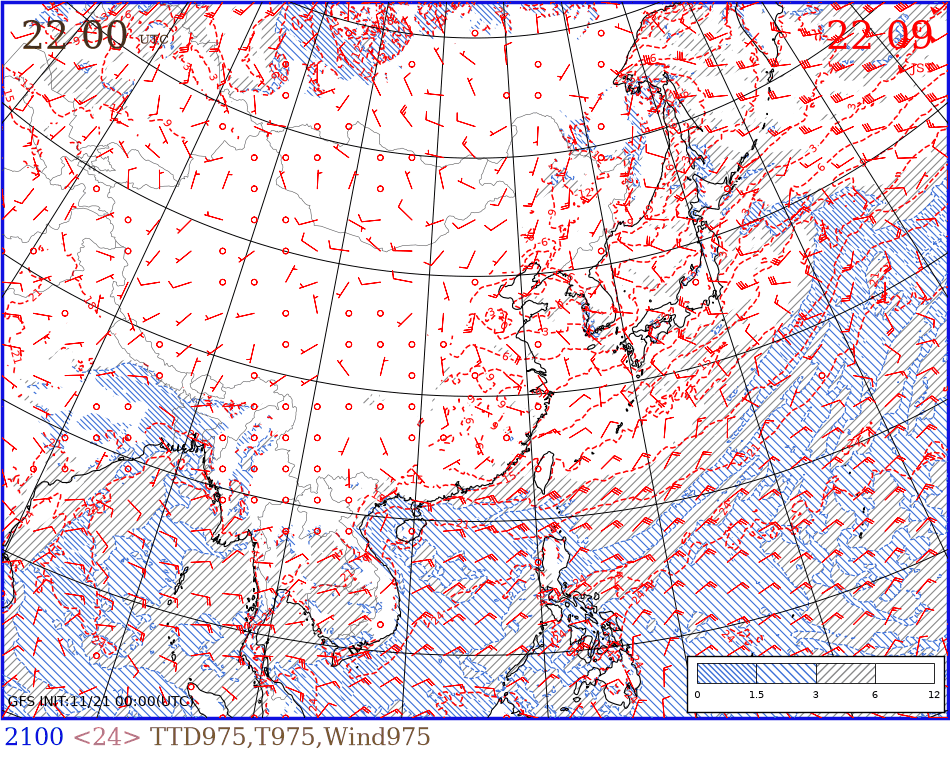 22 00 UTC
22 09 JST
0 1.5 3 6 12
GFS INIT:11/21 00:00(UTC)
2100 <24> TTD975,T975,Wind975